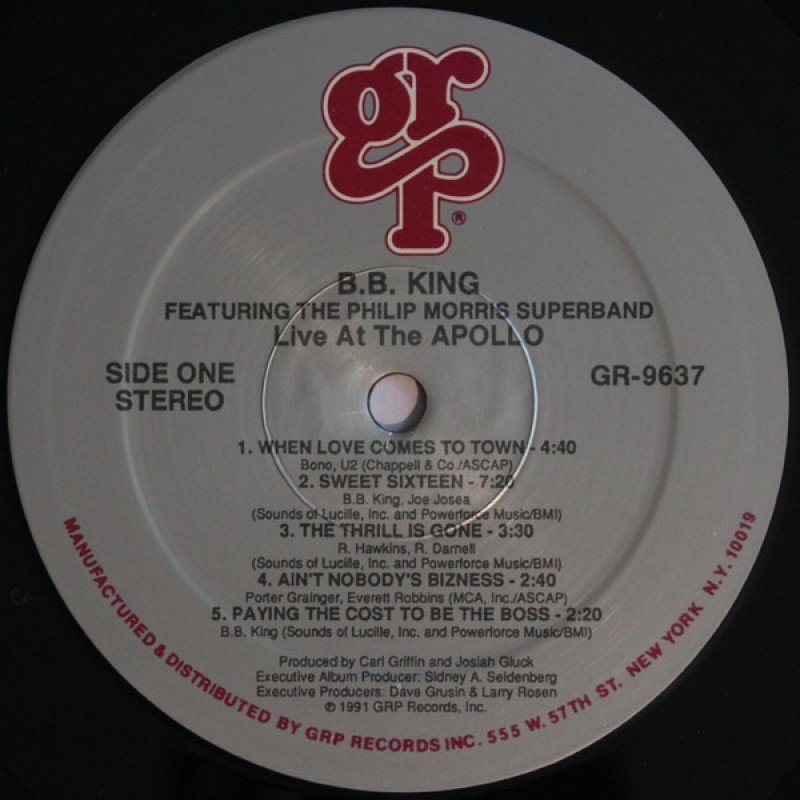 grp
®
B.B. KING
FEATURING THE PHILIP MORRIS SUPERBAND
Live At The APOLLO
SIDE ONE
STEREO
GR-9637
1. WHEN LOVE COMES TO TOWN - 4:40
Bono, U2 (Chappell & Co./ASCAP)
2. SWEET SIXTEEN - 7:20
B.B. King, Joe Josea
(Sounds of Lucille, Inc. and Powerforce Music/BMI)
3. THE THRILL IS GONE - 3:30
R. Hawkins, R. Darnell
(Sounds of Lucille, Inc. and Powerforce Music/BMI)
4. AIN'T NOBODY'S BIZNESS - 2:40
Porter Grainger, Everett Robbins (MCA, Inc./ASCAP)
5. PAYING THE COST TO BE THE BOSS - 2:20
B.B. King (Sounds of Lucille, Inc. and Powerforce Music/BMI)
Produced by Carl Griffin and Josiah Gluck
Executive Album Producer: Sidney A. Seidenberg
Executive Producers: Dave Grusin & Larry Rosen
℗ 1991 GRP Records, Inc.
MANUFACTURED & DISTRIBUTED BY GRP RECORDS INC. 555 W. 57TH ST. NEW YORK N.Y. 10019